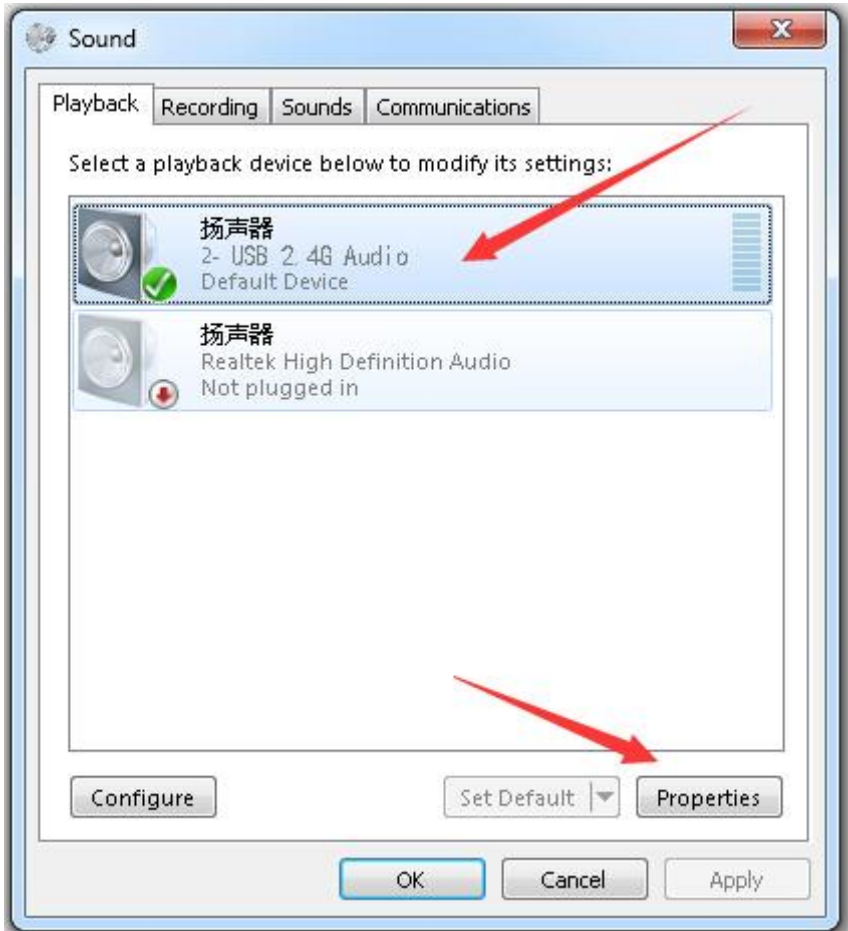 Sound
Playback Recording Sounds Communications
Select a playback device below to modify its settings:
扬声器
2- USB 2.4G Audio
Default Device
扬声器
Realtek High Definition Audio
Not plugged in
Configure Set Default Properties
OK Cancel Apply